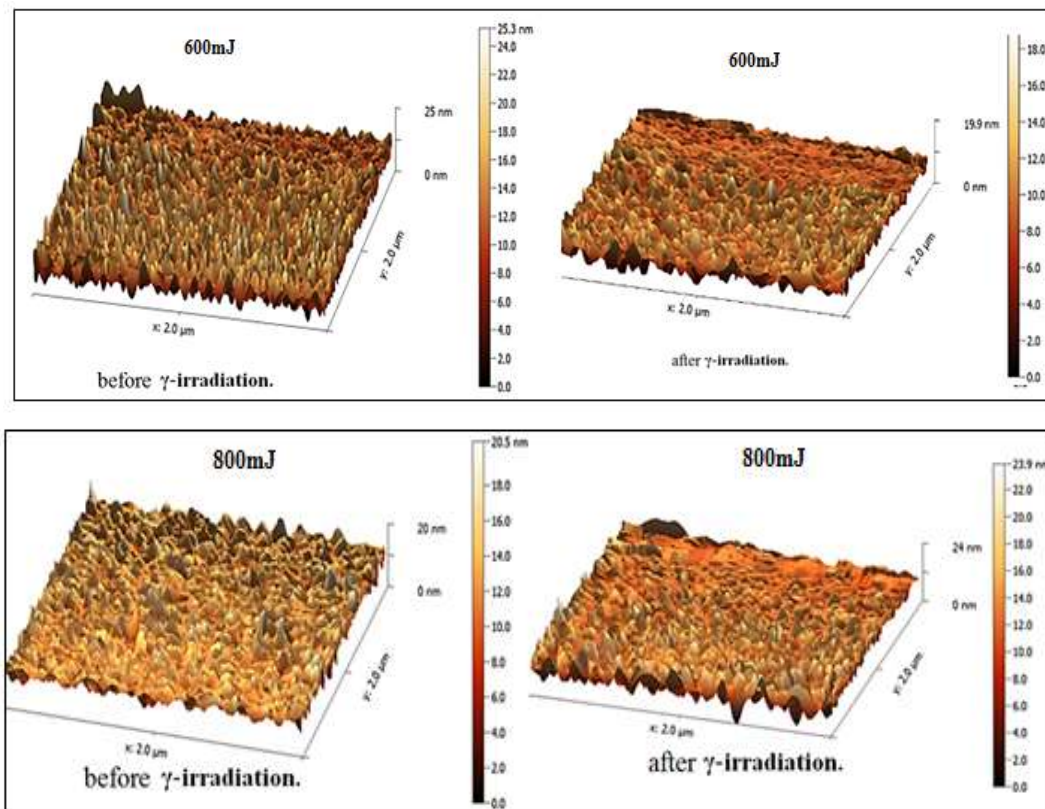 600mJ
25 nm
0 nm
x: 2.0 µm
y: 2.0 µm
25.3 nm
24.0
22.0
20.0
18.0
16.0
14.0
12.0
10.0
8.0
6.0
4.0
2.0
0.0
before γ-irradiation.
600mJ
19.9 nm
0 nm
x: 2.0 µm
y: 2.0 µm
18.0
16.0
14.0
12.0
10.0
8.0
6.0
4.0
2.0
0.0
after γ-irradiation.
800mJ
20 nm
0 nm
x: 2.0 µm
y: 2.0 µm
20.5 nm
18.0
16.0
14.0
12.0
10.0
8.0
6.0
4.0
2.0
0.0
before γ-irradiation.
800mJ
24 nm
0 nm
x: 2.0 µm
y: 2.0 µm
23.9 nm
22.0
20.0
18.0
16.0
14.0
12.0
10.0
8.0
6.0
4.0
2.0
0.0
after γ-irradiation.